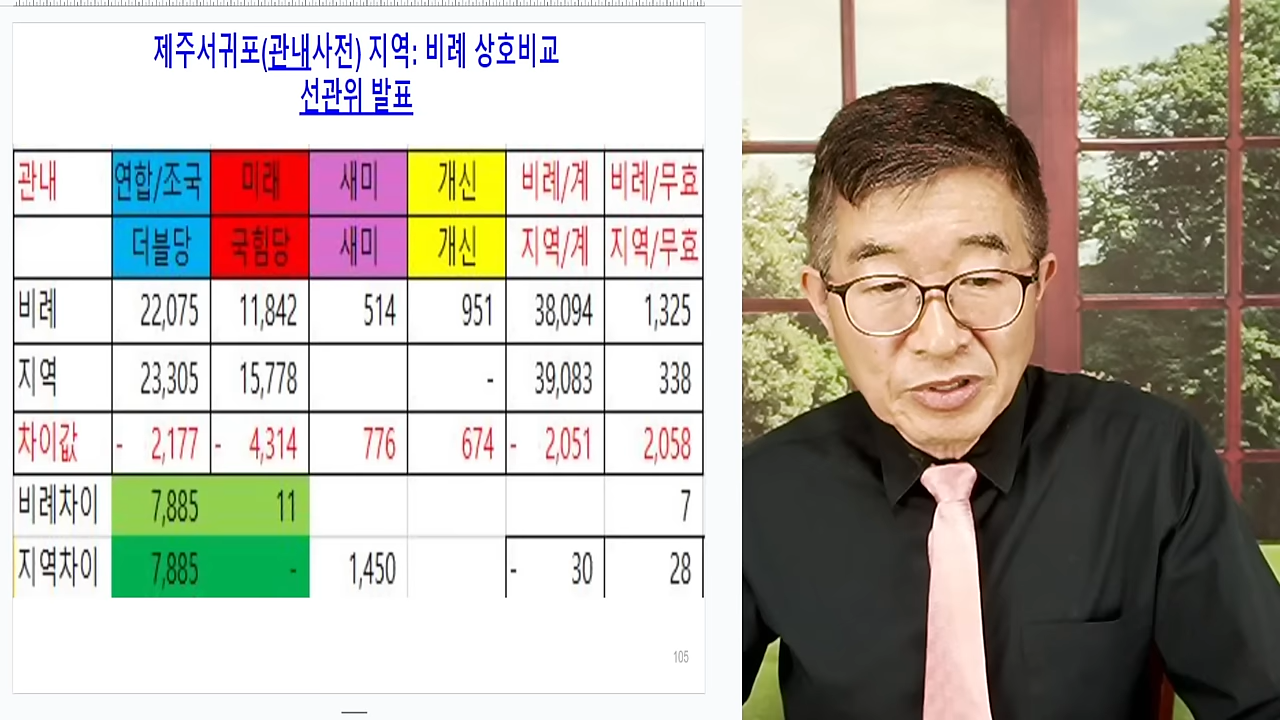 제주서귀포(관내사전) 지역: 비례 상호비교
선관위 발표
관내 연합/조국 미래 새미 개신 비례/계 비례/무효
더블당 국힘당 새미 개신 지역/계 지역/무효
비례 22,075 11,842 514 951 38,094 1,325
지역 23,305 15,778 - 39,083 338
차이값 - 2,177 - 4,314 776 674 - 2,051 2,058
비례차이 7,885 11 7
지역차이 7,885 - 1,450 - 30 28
105